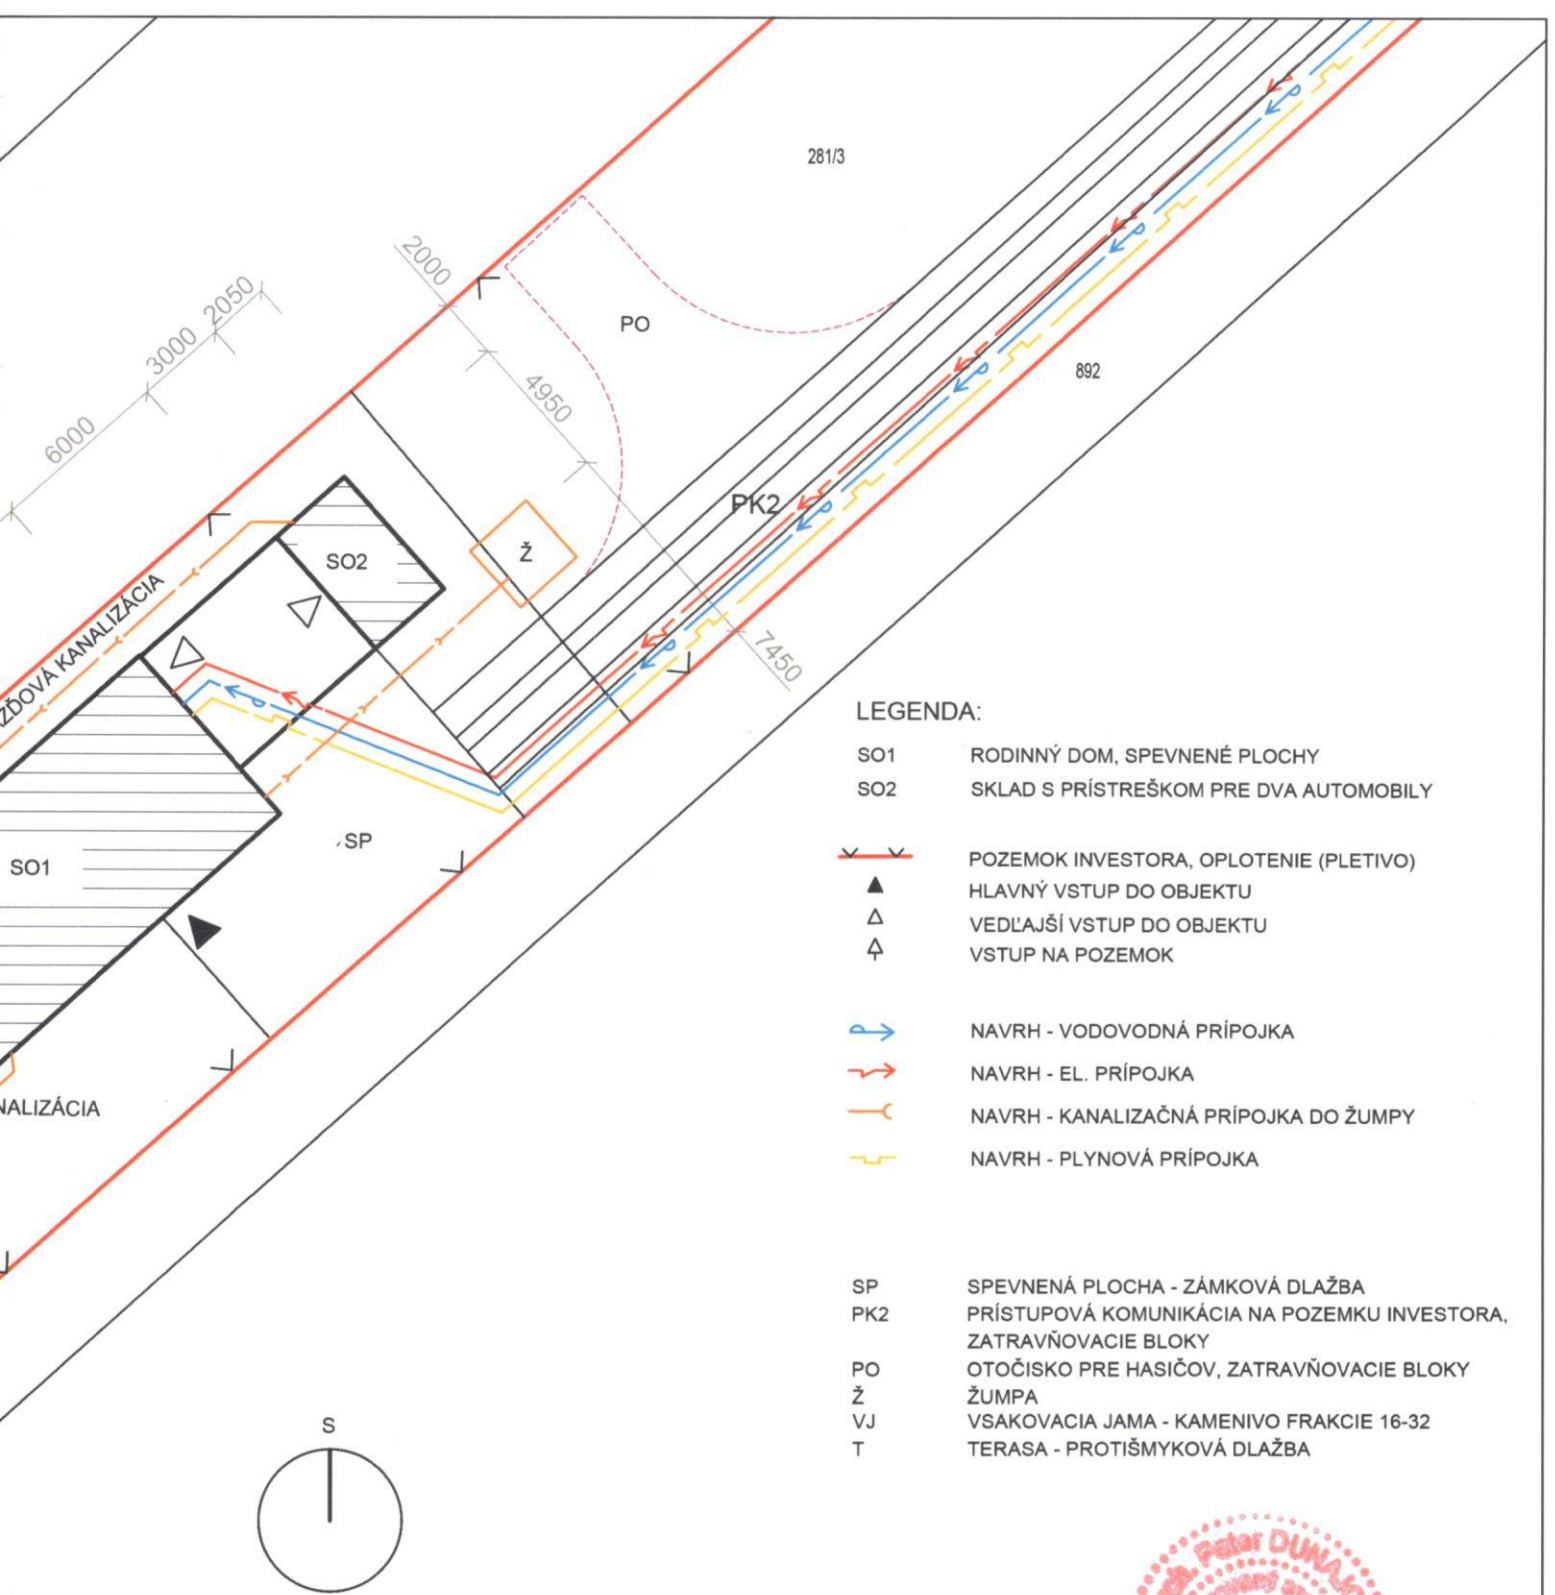 281/3
2000
2050
PO
3000
892
4950
6000
PK2
Ž
SO2
KANALIZÁCIA
7450
LEGENDA:
SO1 RODINNÝ DOM, SPEVNENÉ PLOCHY
SO2 SKLAD S PRÍSTREŠKOM PRE DVA AUTOMOBILY
SP
SO1
POZEMOK INVESTORA, OPLOTENIE (PLETIVO)
HLAVNÝ VSTUP DO OBJEKTU
VEDĽAJŠÍ VSTUP DO OBJEKTU
VSTUP NA POZEMOK
NAVRH - VODOVODNÁ PRÍPOJKA
NAVRH - EL. PRÍPOJKA
NALIZÁCIA
NAVRH - KANALIZAČNÁ PRÍPOJKA DO ŽUMPY
NAVRH - PLYNOVÁ PRÍPOJKA
SP SPEVNENÁ PLOCHA - ZÁMKOVÁ DLAŽBA
PK2 PRÍSTUPOVÁ KOMUNIKÁCIA NA POZEMKU INVESTORA,
ZATRAVŇOVACIE BLOKY
PO OTOČISKO PRE HASIČOV, ZATRAVŇOVACIE BLOKY
Ž ŽUMPA
VJ VSAKOVACIA JAMA - KAMENIVO FRAKCIE 16-32
T TERASA - PROTIŠMYKOVÁ DLAŽBA
S
Peter